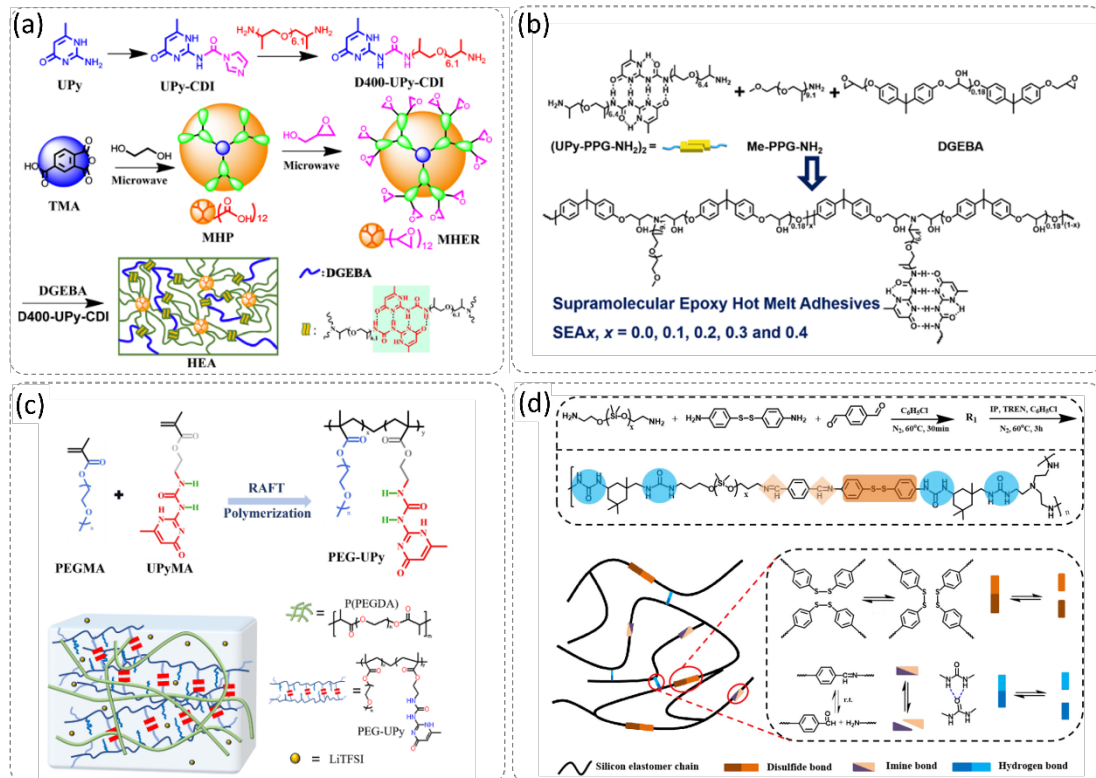 (a)
UPy
UPy-CDI
D400-UPy-CDI
TMA
Microwave
MHP
Microwave
MHER
DGEBA
D400-UPy-CDI
:DGEBA
HEA
(b)
(UPy-PPG-NH₂)₂ =
Me-PPG-NH₂
DGEBA
Supramolecular Epoxy Hot Melt Adhesives
SEAx, x = 0.0, 0.1, 0.2, 0.3 and 0.4
(c)
PEGMA
+
UPyMA
RAFT
Polymerization
PEG-UPy
= P(PEGDA)
=
PEG-UPy
= LiTFSI
(d)
C₆H₅Cl
N₂, 60°C, 30min
R₁
IP, TREN, C₆H₅Cl
N₂, 60°C, 3h
r.t.
Silicon elastomer chain
Disulfide bond
Imine bond
Hydrogen bond